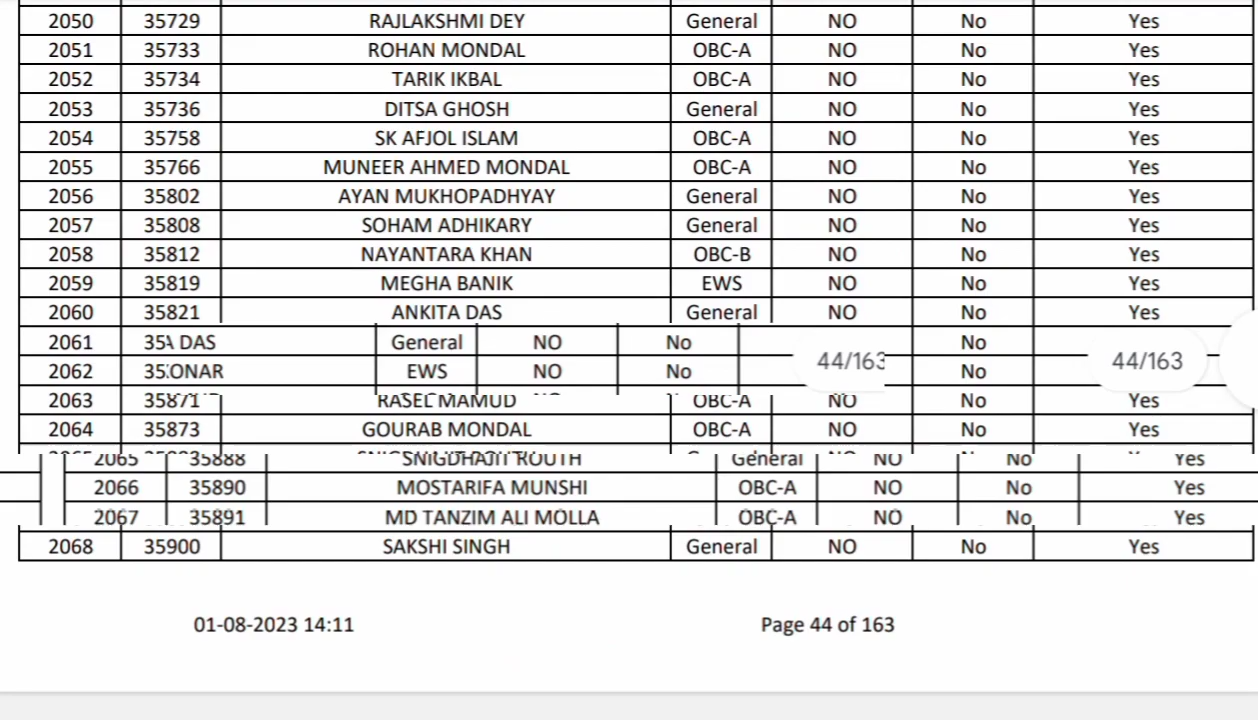 2050 35729 RAJLAKSHMI DEY General NO No Yes
2051 35733 ROHAN MONDAL OBC-A NO No Yes
2052 35734 TARIK IKBAL OBC-A NO No Yes
2053 35736 DITSA GHOSH General NO No Yes
2054 35758 SK AFJOL ISLAM OBC-A NO No Yes
2055 35766 MUNEER AHMED MONDAL OBC-A NO No Yes
2056 35802 AYAN MUKHOPADHYAY General NO No Yes
2057 35808 SOHAM ADHIKARY General NO No Yes
2058 35812 NAYANTARA KHAN OBC-B NO No Yes
2059 35819 MEGHA BANIK EWS NO No Yes
2060 35821 ANKITA DAS General NO No Yes
2061 DAS General NO No No
44/163 44/163
2062 EWS NO No No
2063 35871 RASEL MAMUD OBC-A NO No Yes
2064 35873 GOURAB MONDAL OBC-A NO No Yes
2065 35888 SNIGDHAJIT ROUTH General NO No Yes
2066 35890 MOSTARIFA MUNSHI OBC-A NO No Yes
2067 35891 MD TANZIM ALI MOLLA OBC-A NO No Yes
2068 35900 SAKSHI SINGH General NO No Yes
01-08-2023 14:11 Page 44 of 163